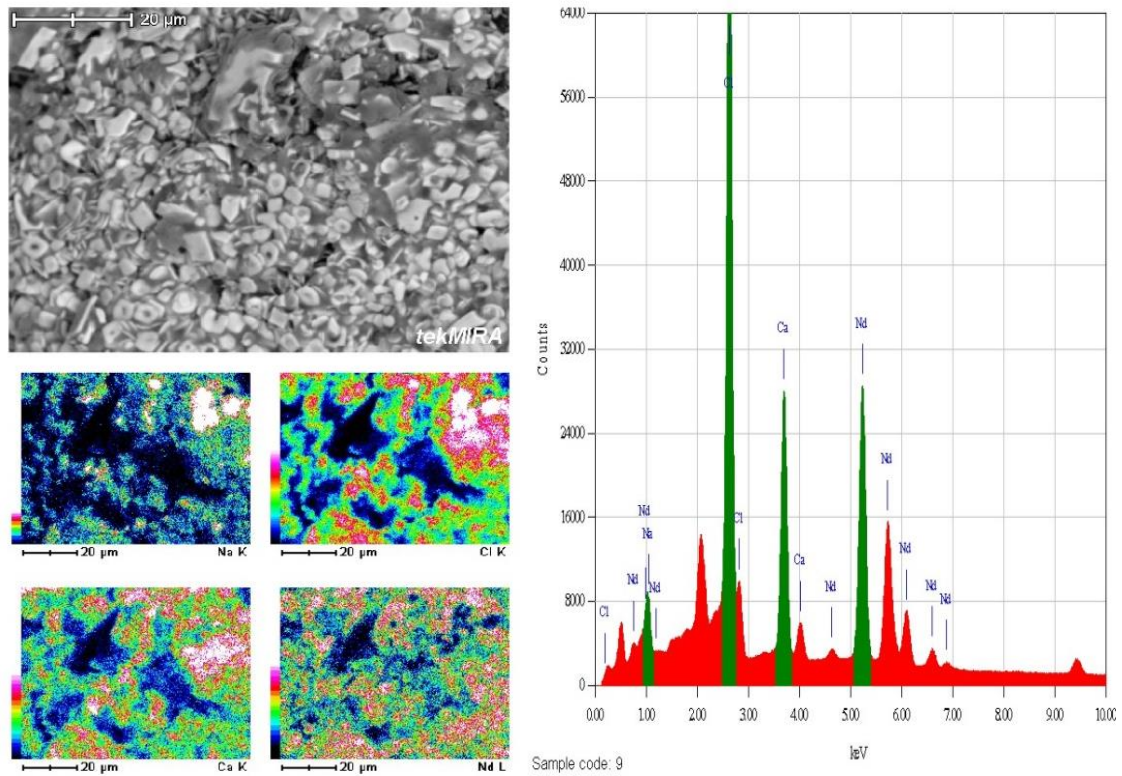 20 µm
tekMIRA
20 µm
Na K
20 µm
Cl K
20 µm
Ca K
20 µm
Nd L
64000
56000
48000
40000
32000
24000
16000
8000
0
Counts
Cl
Nd
Nd
Na
Nd
Cl
Cl
Ca
Ca
Nd
Nd
Nd
Nd
Nd
Nd
0.00
1.00
2.00
3.00
4.00
5.00
6.00
7.00
8.00
9.00
10.00
keV
Sample code: 9